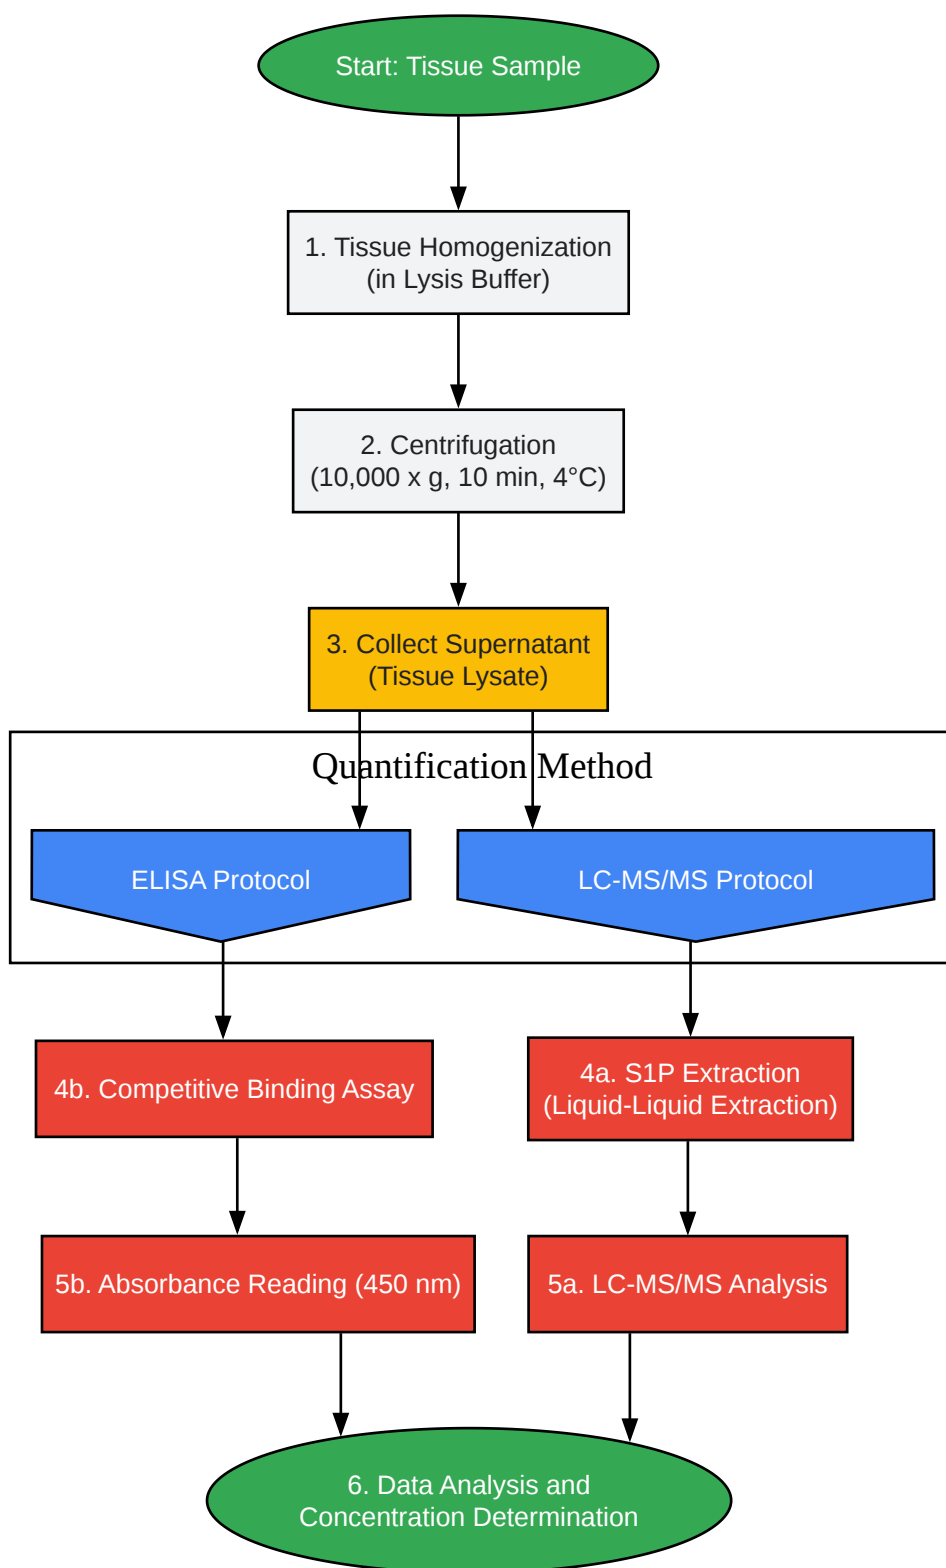 Start: Tissue Sample
1. Tissue Homogenization
(in Lysis Buffer)
2. Centrifugation
(10,000 x g, 10 min, 4°C)
3. Collect Supernatant
(Tissue Lysate)
Quantification Method
ELISA Protocol
LC-MS/MS Protocol
4b. Competitive Binding Assay
4a. S1P Extraction
(Liquid-Liquid Extraction)
5b. Absorbance Reading (450 nm)
5a. LC-MS/MS Analysis
6. Data Analysis and
Concentration Determination